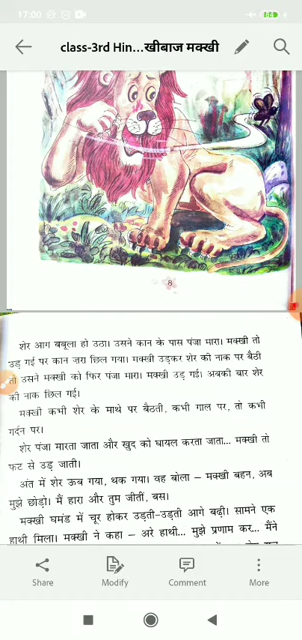 17:00
84
class-3rd Hin...खीबाज मक्खी
8
शेर आग बबूला हो उठा। उसने कान के पास पंजा मारा। मक्खी तो
उड़ गई पर कान ज़रा छिल गया। मक्खी उड़कर शेर की नाक पर बैठी
तो उसने मक्खी को फिर पंजा मारा। मक्खी उड़ गई। अबकी बार शेर
की नाक छिल गई।
मक्खी कभी शेर के माथे पर बैठती, कभी गाल पर, तो कभी
गर्दन पर।
शेर पंजा मारता जाता और खुद को घायल करता जाता... मक्खी तो
फट से उड़ जाती।
अंत में शेर ऊब गया, थक गया। वह बोला – मक्खी बहन, अब
मुझे छोड़ो। मैं हारा और तुम जीतीं, बस।
मक्खी घमंड में चूर होकर उड़ती-उड़ती आगे बढ़ी। सामने एक
हाथी मिला। मक्खी ने कहा – अरे हाथी... मुझे प्रणाम कर... मैंने
Share
Modify
Comment
More